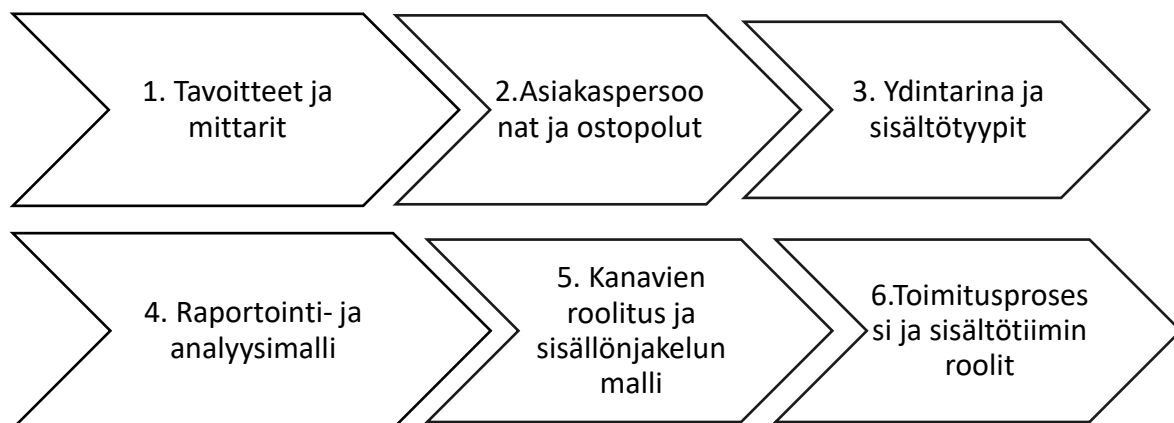 1. Tavoitteet ja
mittarit
2.Asiakaspersoo
nat ja ostopolut
3. Ydintarina ja
sisältötyypit
4. Raportointi- ja
analyysimalli
5. Kanavien
roolitus ja
sisällönjakelun
malli
6.Toimitusproses
si ja sisältötiimin
roolit